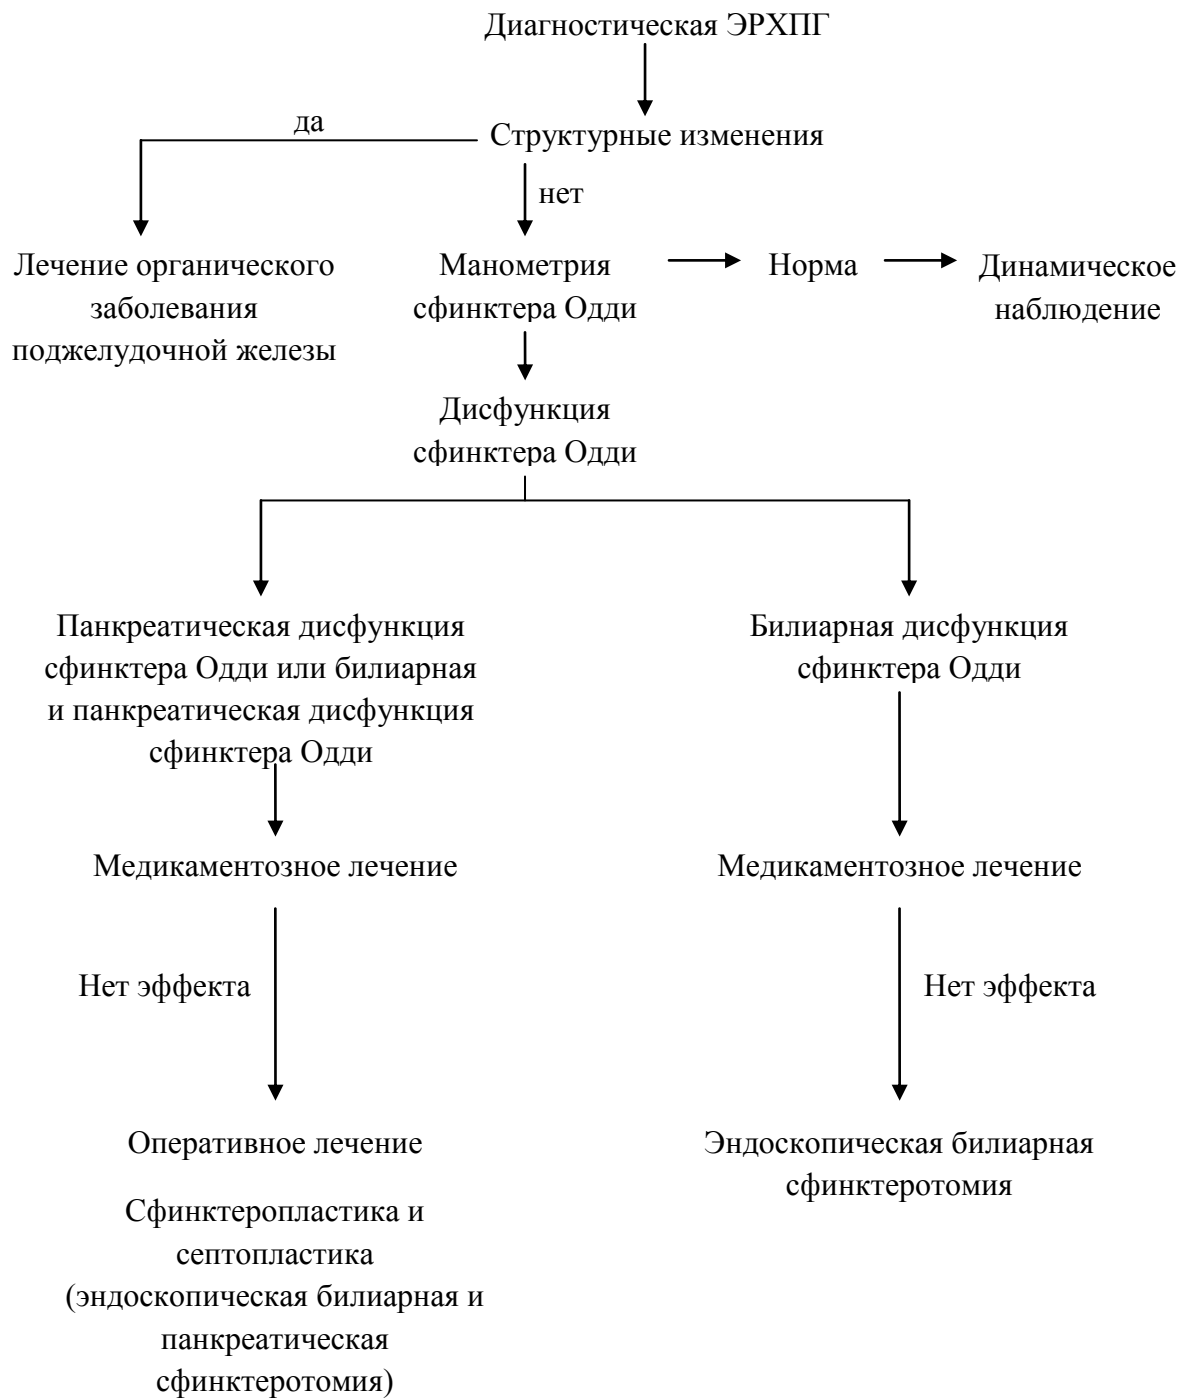 Диагностическая ЭРХПГ
да
Структурные изменения
нет
Лечение органического
заболевания
поджелудочной железы
Манометрия
сфинктера Одди
Норма
Динамическое
наблюдение
Дисфункция
сфинктера Одди
Панкреатическая дисфункция
сфинктера Одди или билиарная
и панкреатическая дисфункция
сфинктера Одди
Билиарная дисфункция
сфинктера Одди
Медикаментозное лечение
Медикаментозное лечение
Нет эффекта
Нет эффекта
Оперативное лечение
Сфинктеропластика и
септопластика
(эндоскопическая билиарная и
панкреатическая
сфинктеротомия)
Эндоскопическая билиарная
сфинктеротомия